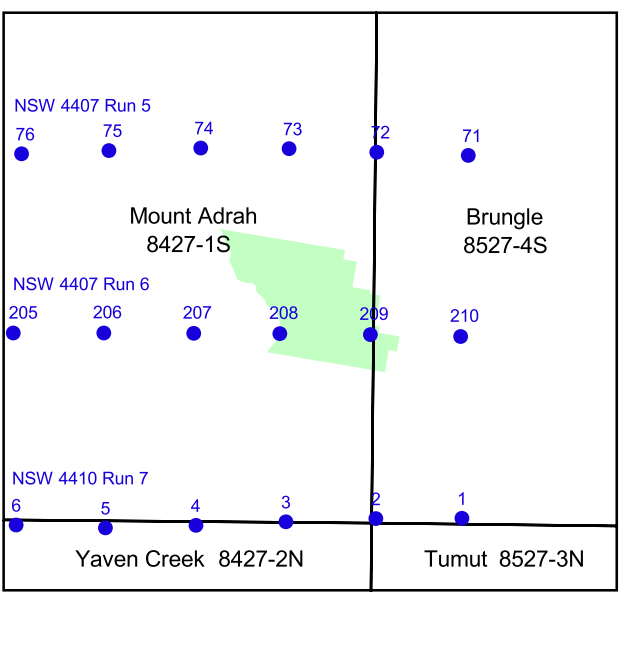 NSW 4407 Run 5
76 75 74 73 72 71
Mount Adrah
8427-1S
Brungle
8527-4S
NSW 4407 Run 6
205 206 207 208 209 210
NSW 4410 Run 7
6 5 4 3 2 1
Yaven Creek 8427-2N
Tumut 8527-3N